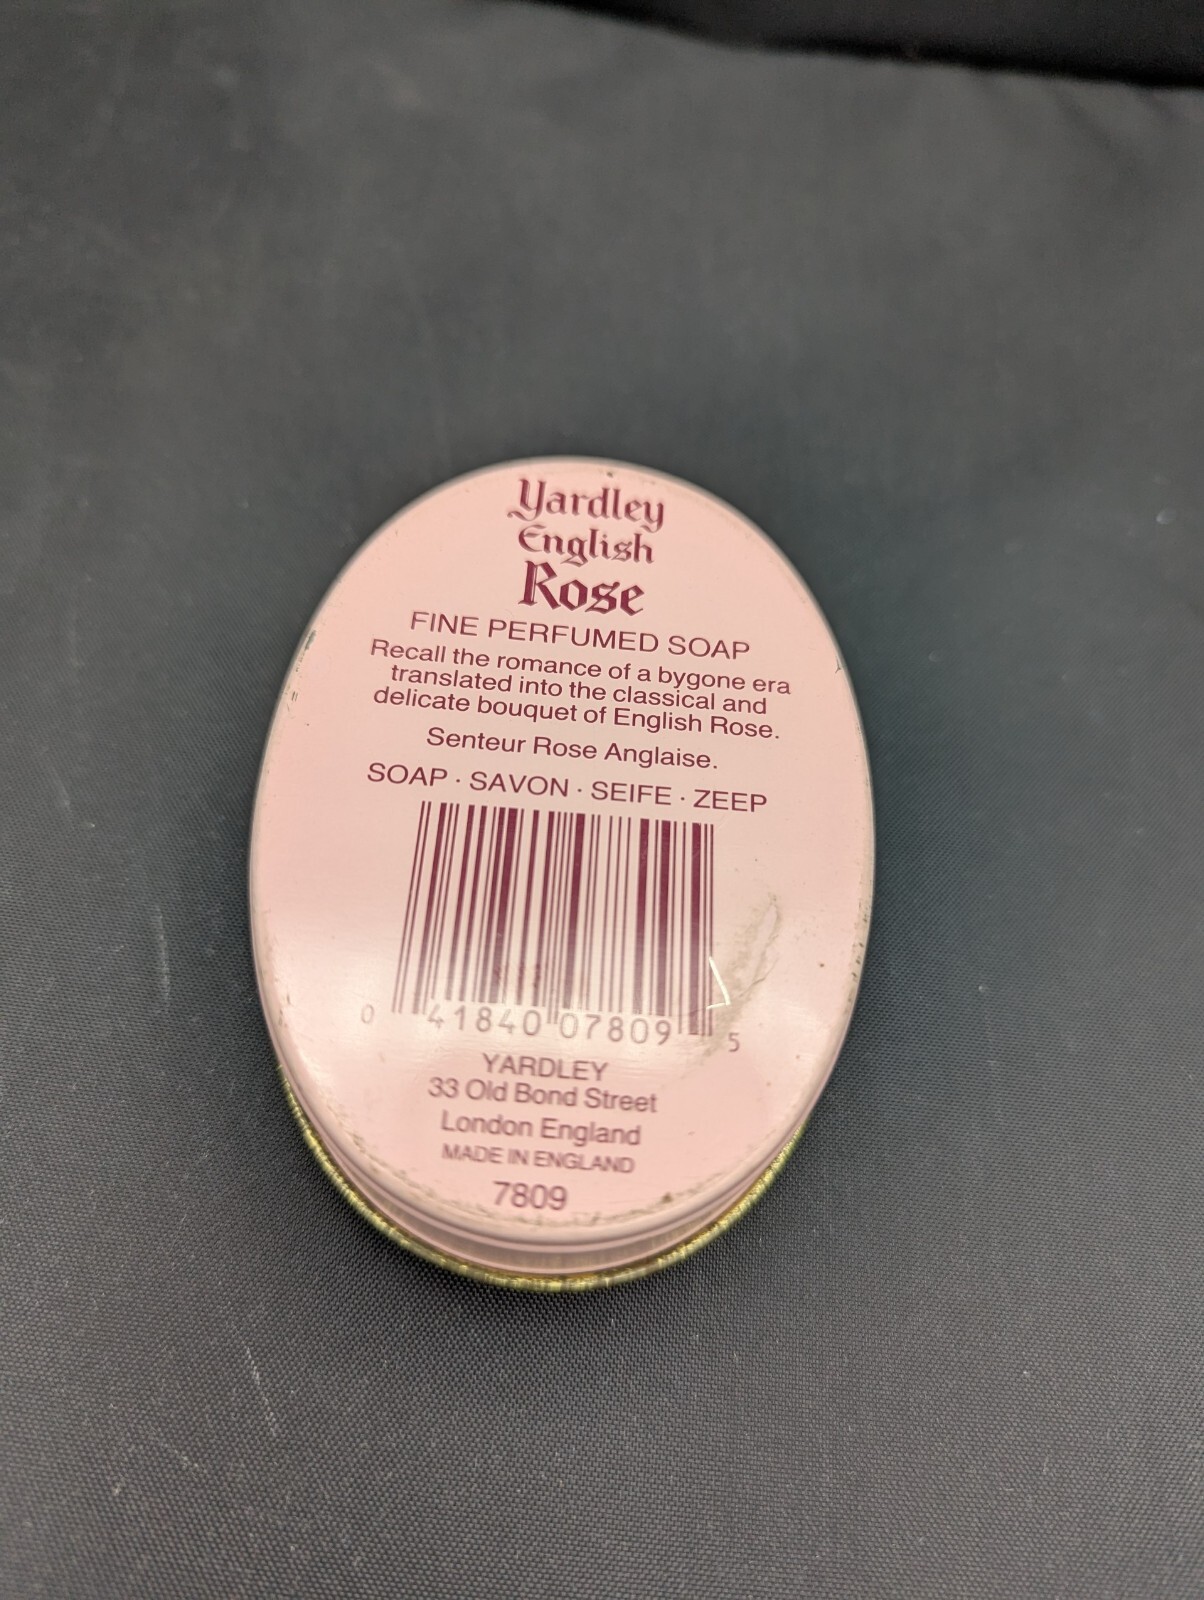 Yardley
English
Rose
FINE PERFUMED SOAP
Recall the romance of a bygone era
translated into the classical and
delicate bouquet of English Rose.
Senteur Rose Anglaise.
SOAP · SAVON · SEIFE · ZEEP
0 41840 07809 5
YARDLEY
33 Old Bond Street
London England
MADE IN ENGLAND
7809